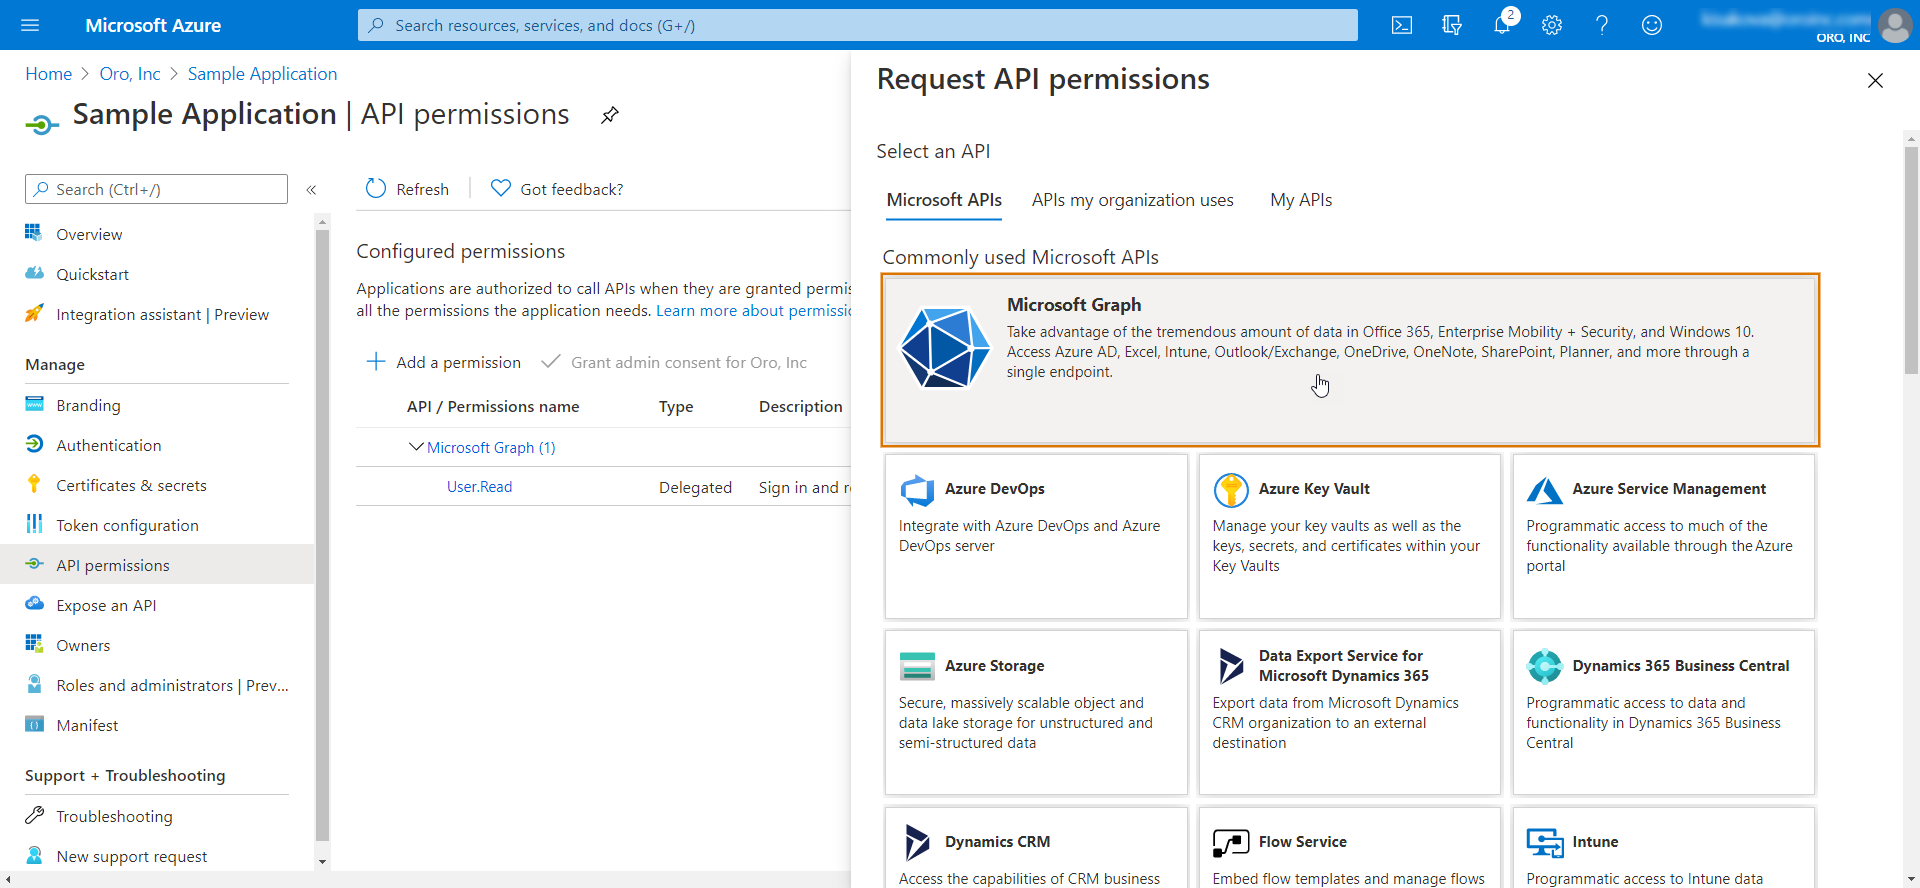 Microsoft Azure
Search resources, services, and docs (G+/)
2
ORO, INC
Home > Oro, Inc > Sample Application
Sample Application | API permissions
Search (Ctrl+/)
«
Overview
Quickstart
Integration assistant | Preview
Manage
Branding
Authentication
Certificates & secrets
Token configuration
API permissions
Expose an API
Owners
Roles and administrators | Prev...
Manifest
Support + Troubleshooting
Troubleshooting
New support request
Refresh
Got feedback?
Configured permissions
Applications are authorized to call APIs when they are granted permis
all the permissions the application needs. Learn more about permissic
Add a permission
Grant admin consent for Oro, Inc
API / Permissions name Type Description
Microsoft Graph (1)
User.Read Delegated Sign in and r
Request API permissions
Select an API
Microsoft APIs APIs my organization uses My APIs
Commonly used Microsoft APIs
Microsoft Graph
Take advantage of the tremendous amount of data in Office 365, Enterprise Mobility + Security, and Windows 10.
Access Azure AD, Excel, Intune, Outlook/Exchange, OneDrive, OneNote, SharePoint, Planner, and more through a
single endpoint.
Azure DevOps
Integrate with Azure DevOps and Azure
DevOps server
Azure Key Vault
Manage your key vaults as well as the
keys, secrets, and certificates within your
Key Vaults
Azure Service Management
Programmatic access to much of the
functionality available through the Azure
portal
Azure Storage
Secure, massively scalable object and
data lake storage for unstructured and
semi-structured data
Data Export Service for
Microsoft Dynamics 365
Export data from Microsoft Dynamics
CRM organization to an external
destination
Dynamics 365 Business Central
Programmatic access to data and
functionality in Dynamics 365 Business
Central
Dynamics CRM
Access the capabilities of CRM business
Flow Service
Embed flow templates and manage flows
Intune
Programmatic access to Intune data